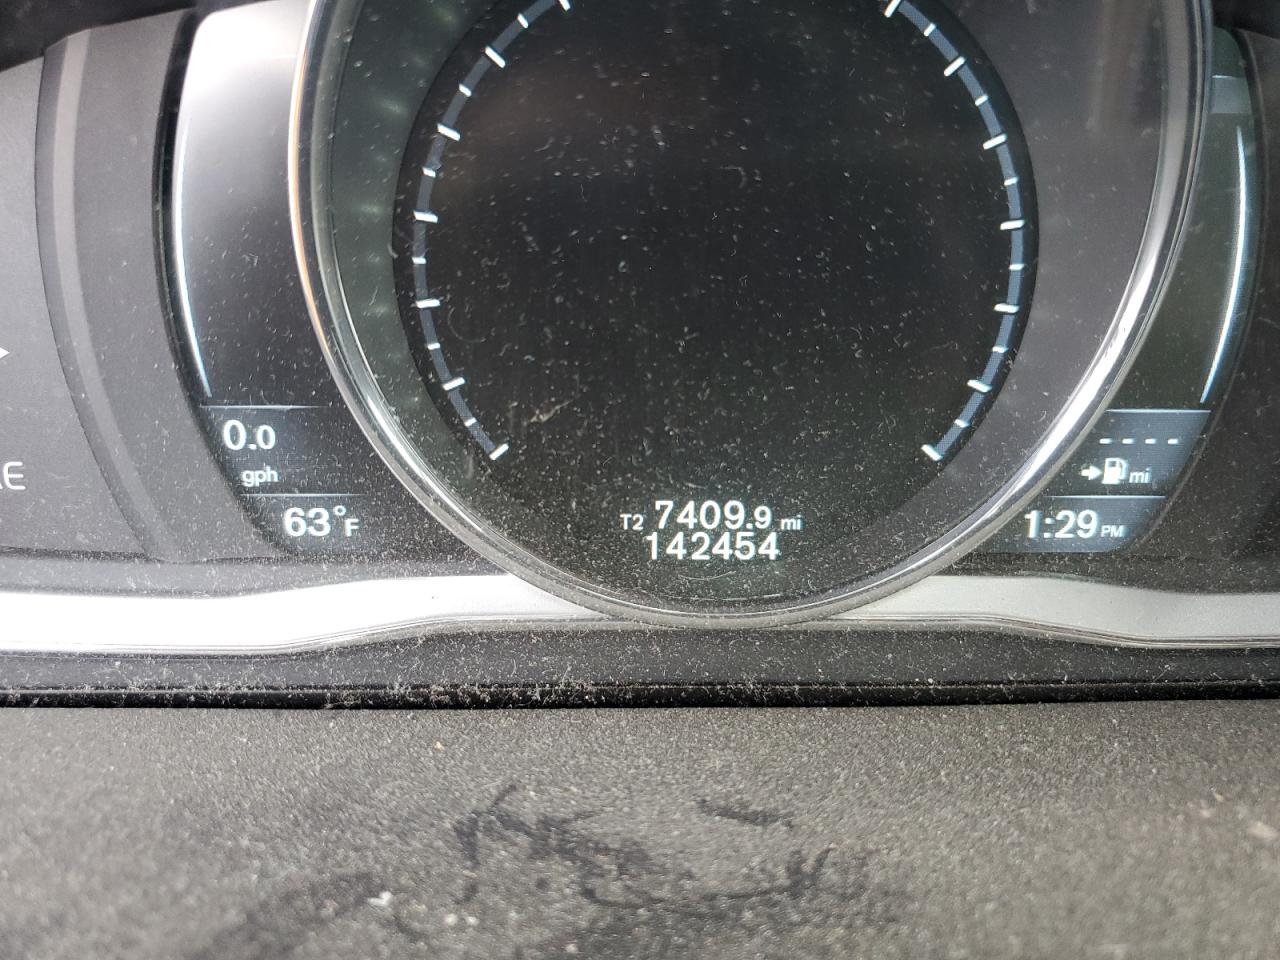 0.0
gph
63°F
T2 7409.9 mi
142454
---- 
mi
1:29 PM